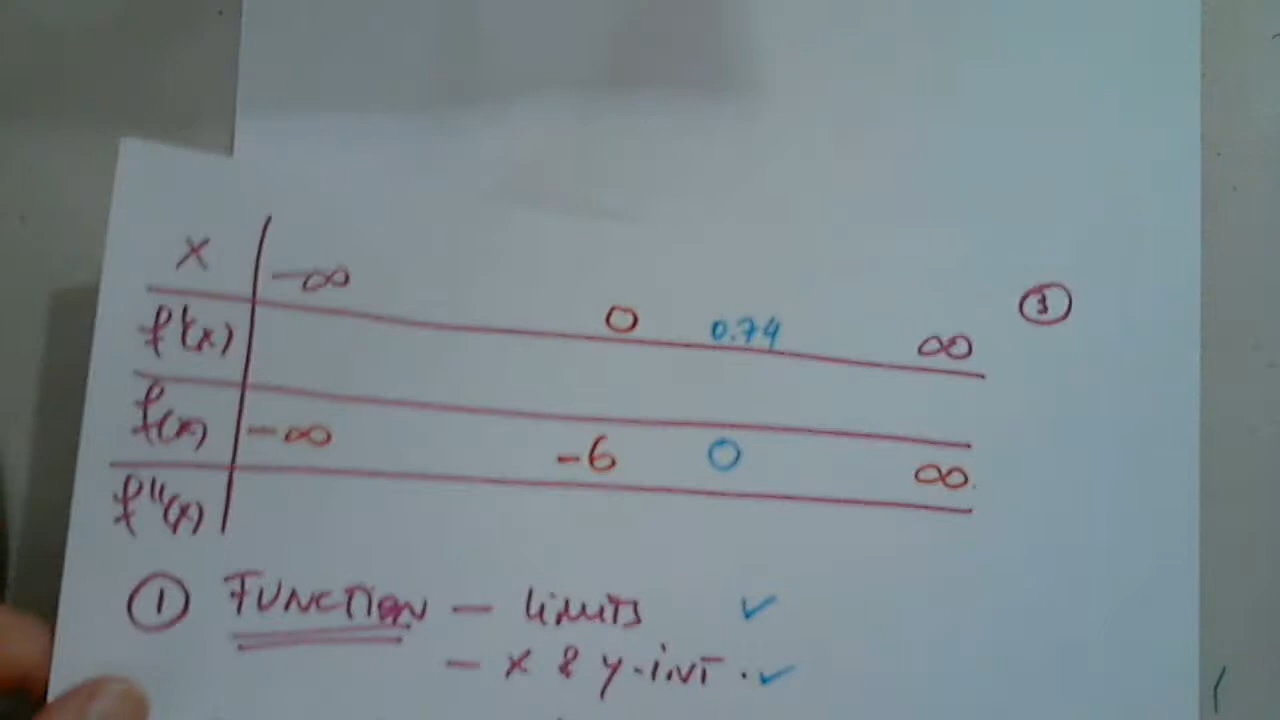 x -∞ 0 0.74 ∞
f'(x)
f(x) -∞ -6 0 ∞
f''(x)
③
① FUNCTION - limits ✓
- x & y-int. ✓